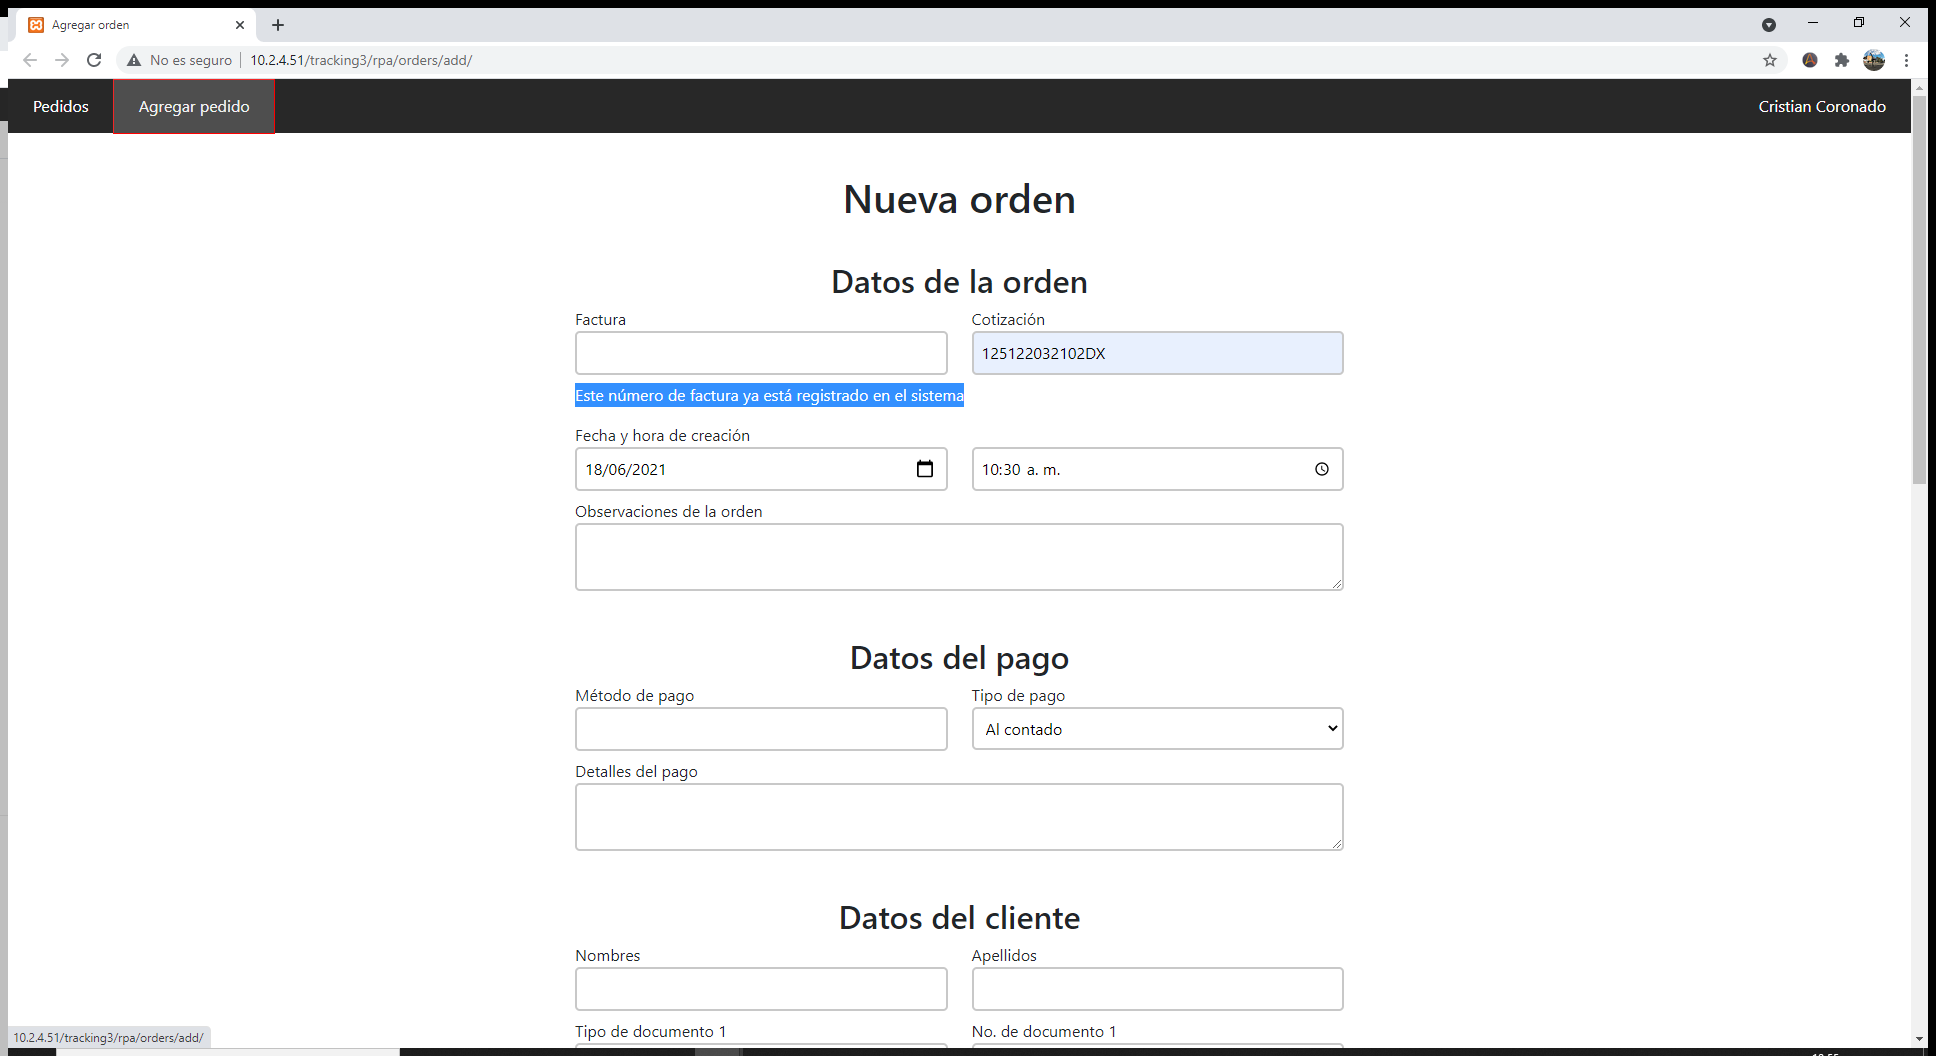 Agregar orden
No es seguro
10.2.4.51/tracking3/rpa/orders/add/
Pedidos
Agregar pedido
Cristian Coronado
Nueva orden
Datos de la orden
Factura
Cotización
125122032102DX
Este número de factura ya está registrado en el sistema
Fecha y hora de creación
18/06/2021
10:30 a. m.
Observaciones de la orden
Datos del pago
Método de pago
Tipo de pago
Al contado
Detalles del pago
Datos del cliente
Nombres
Apellidos
Tipo de documento 1
No. de documento 1
10.2.4.51/tracking3/rpa/orders/add/